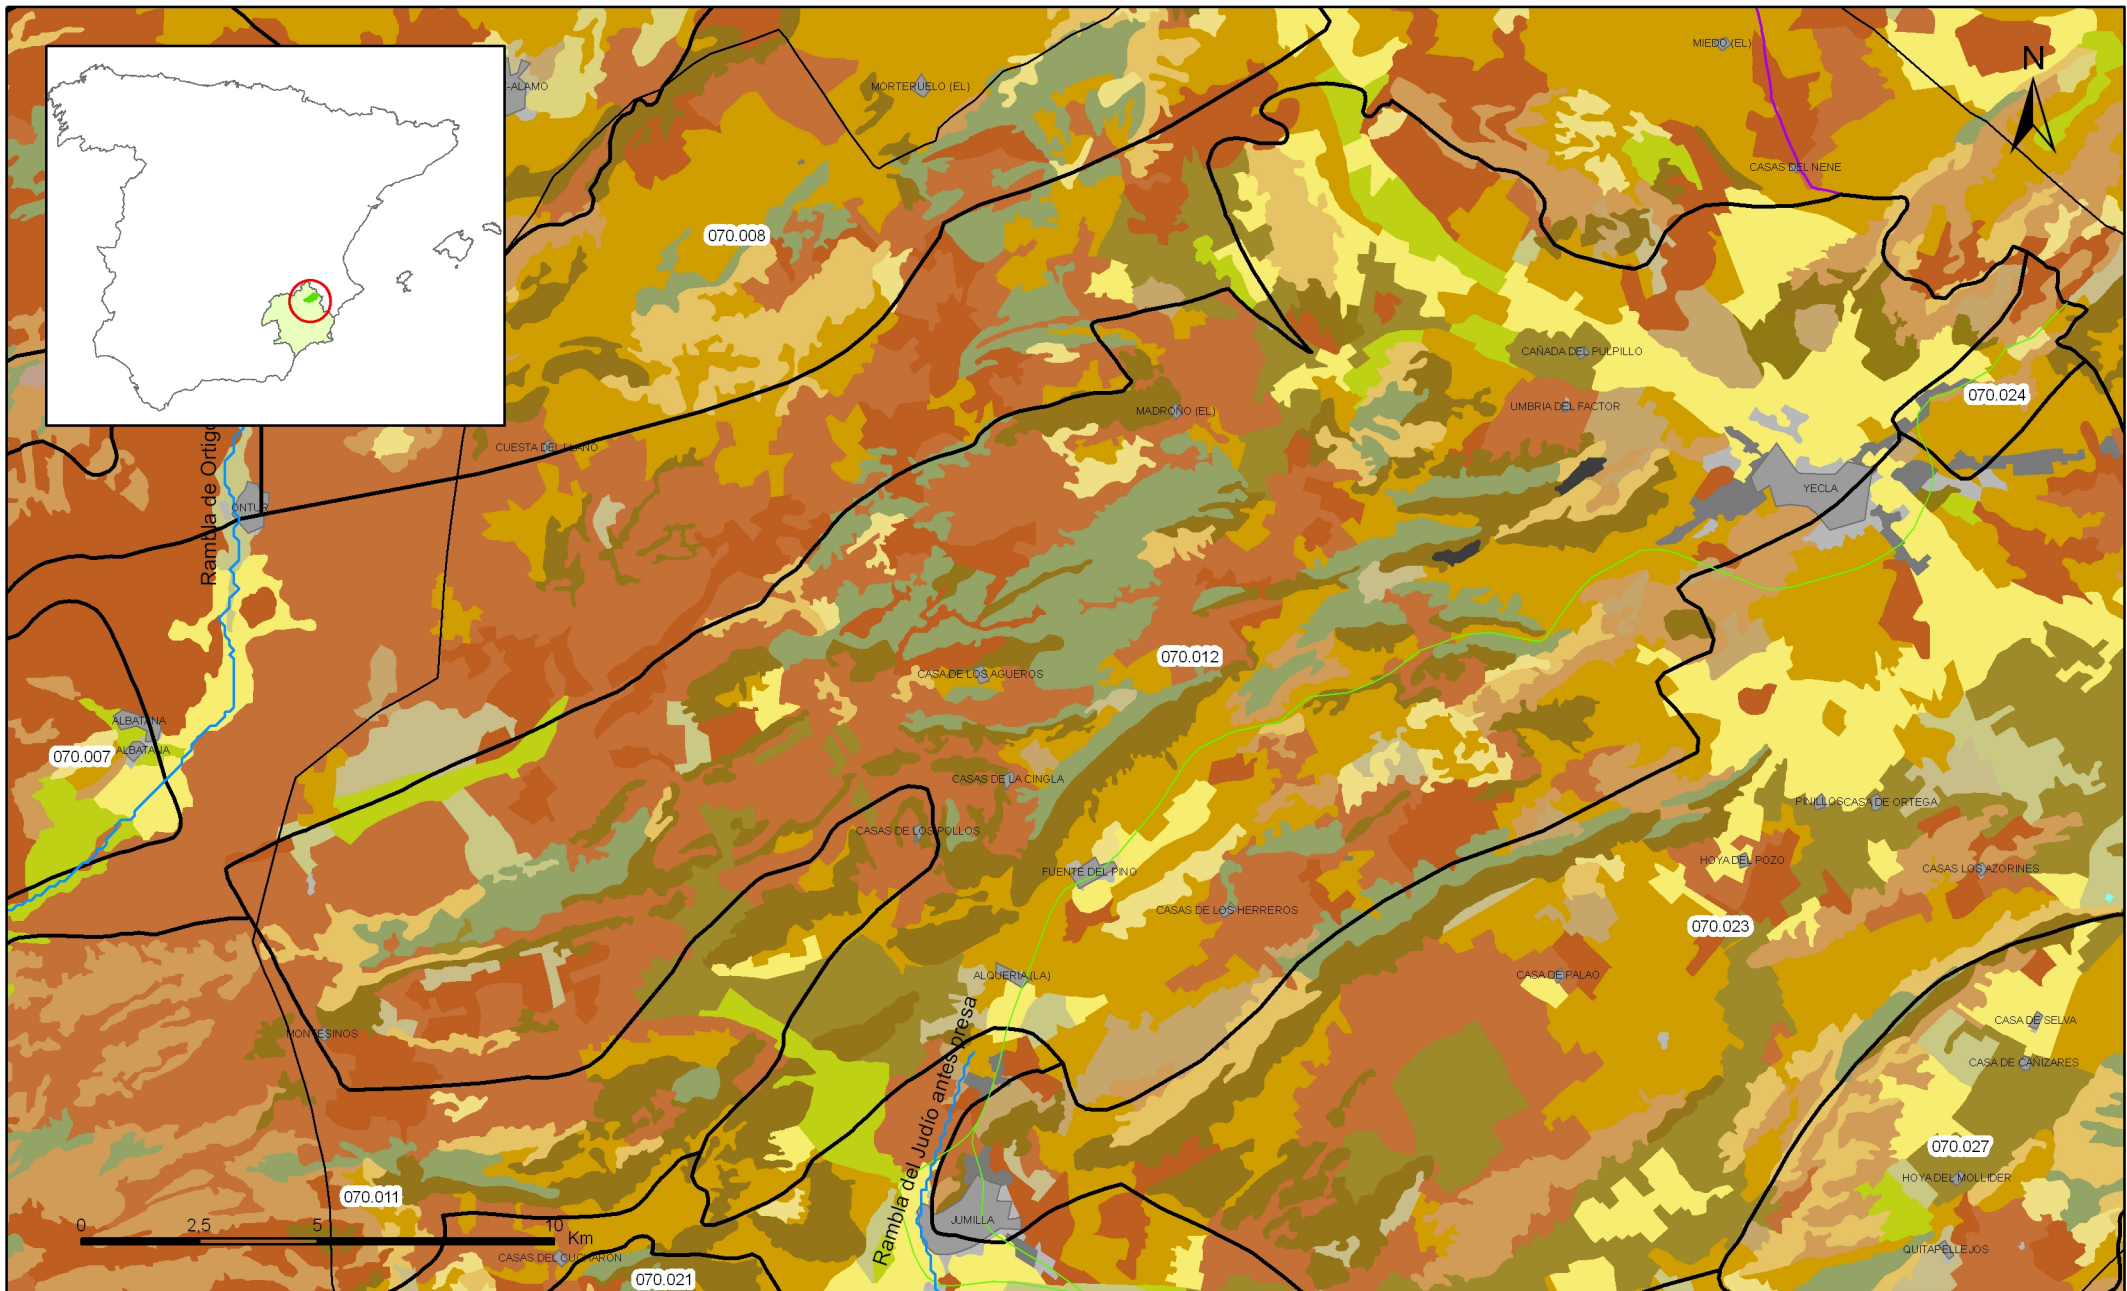 MIEDO (EL)
N
-ALAMO
MORTERUELO (EL)
CASAS DEL NENE
070.008
CAÑADA DEL PULPILLO
070.024
UMBRIA DEL FACTOR
MADROÑO (EL)
CUESTA DEL LLANO
Rambla de Ortigo
YECLA
ONTUR
070.012
CASA DE LOS AGUEROS
ALBATANA
ALBATANA
070.007
CASAS DE LA CINGLA
PINILLOS
CASA DE ORTEGA
CASAS DE LOS POLLOS
HOYA DEL POZO
FUENTE DEL PINO
CASAS LOS AZORINES
CASAS DE LOS HERREROS
070.023
ALQUERIA (LA)
CASA DE PALAO
CASA DE SELVA
MONTESINOS
CASA DE CAÑIZARES
Rambla del Judío antes presa
070.027
HOYA DEL MOLLIDER
070.011
JUMILLA
0 2,5 5 10
Km
QUITAPELLEJOS
CASAS DEL CUCHARON
070.021